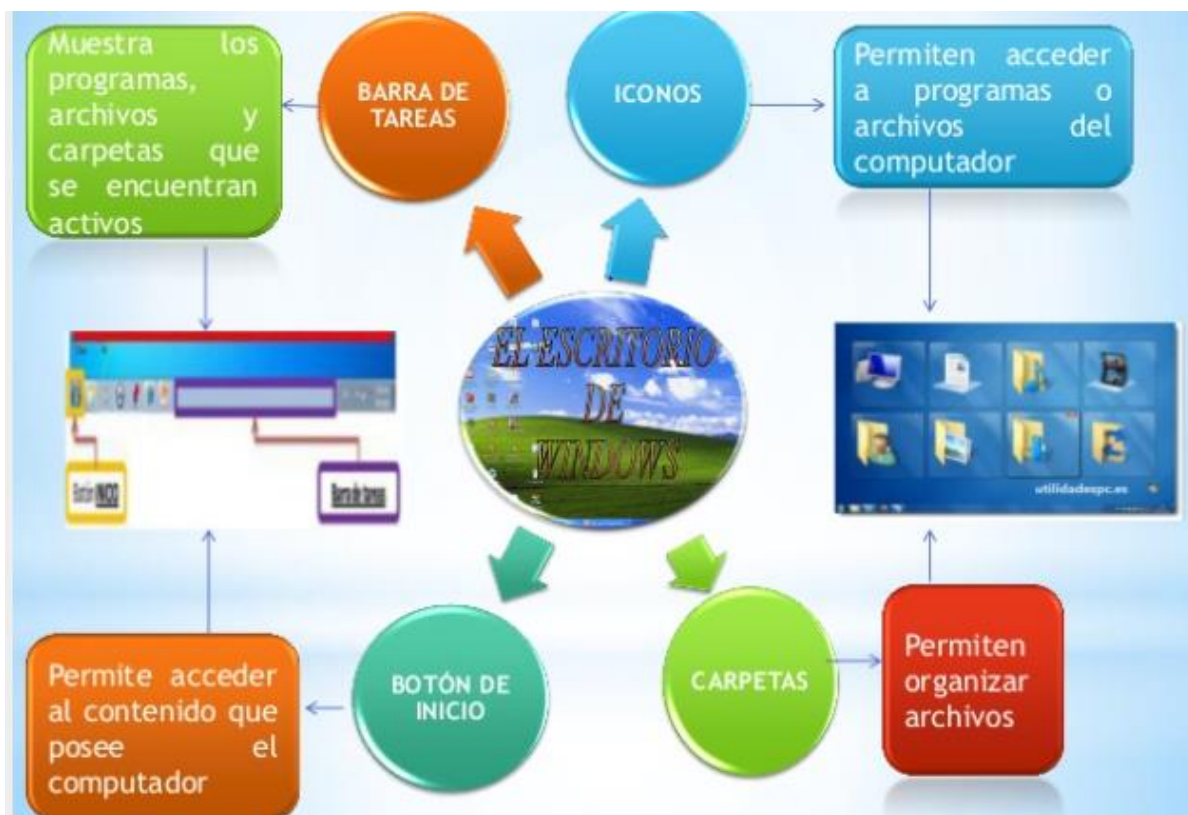 Muestra los
programas,
archivos y
carpetas que
se encuentran
activos
BARRA DE
TAREAS
ICONOS
Permiten acceder
a programas o
archivos del
computador
EL ESCRITORIO
DE
WINDOWS
Botón INICIO
Barra de tareas
utilidadespc.es
Permite acceder
al contenido que
posee el
computador
BOTÓN DE
INICIO
CARPETAS
Permiten
organizar
archivos